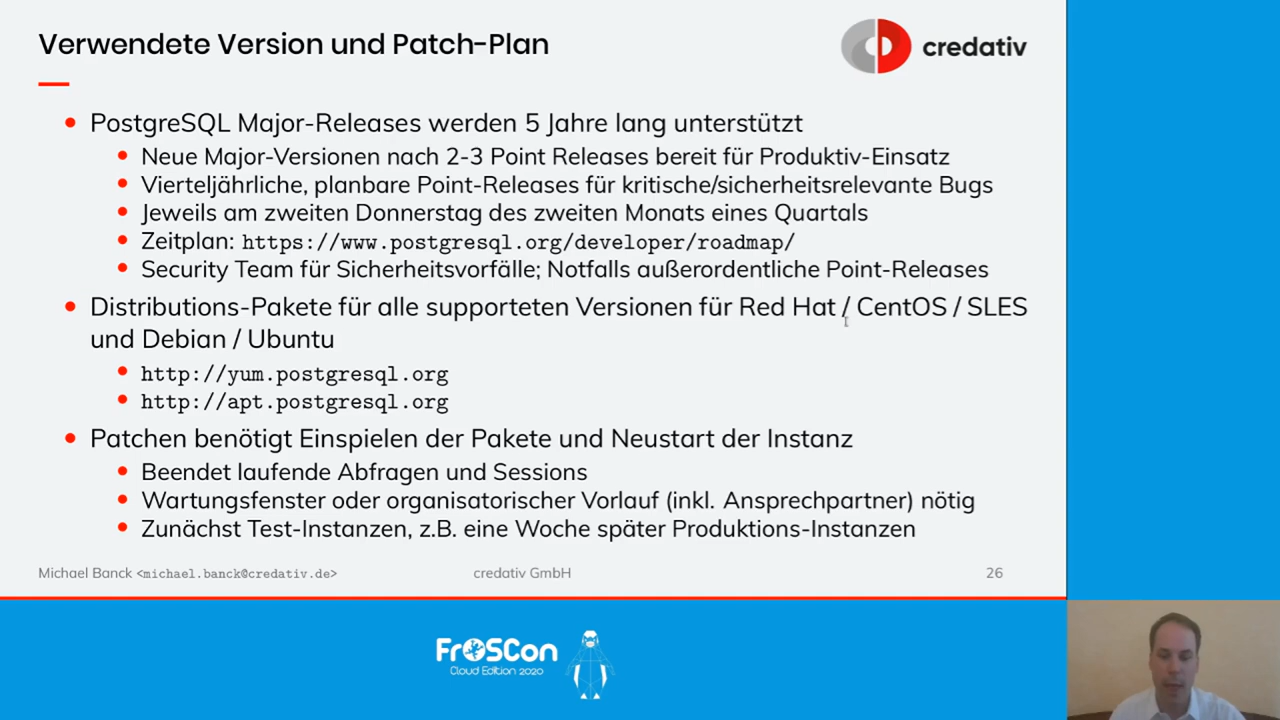 Verwendete Version und Patch-Plan
credativ
PostgreSQL Major-Releases werden 5 Jahre lang unterstützt
Neue Major-Versionen nach 2-3 Point Releases bereit für Produktiv-Einsatz
Vierteljährliche, planbare Point-Releases für kritische/sicherheitsrelevante Bugs
Jeweils am zweiten Donnerstag des zweiten Monats eines Quartals
Zeitplan: https://www.postgresql.org/developer/roadmap/
Security Team für Sicherheitsvorfälle; Notfalls außerordentliche Point-Releases
Distributions-Pakete für alle supporteten Versionen für Red Hat / CentOS / SLES
und Debian / Ubuntu
http://yum.postgresql.org
http://apt.postgresql.org
Patchen benötigt Einspielen der Pakete und Neustart der Instanz
Beendet laufende Abfragen und Sessions
Wartungsfenster oder organisatorischer Vorlauf (inkl. Ansprechpartner) nötig
Zunächst Test-Instanzen, z.B. eine Woche später Produktions-Instanzen
Michael Banck <michael.banck@credativ.de> credativ GmbH 26
FrOSCon
Cloud Edition 2020